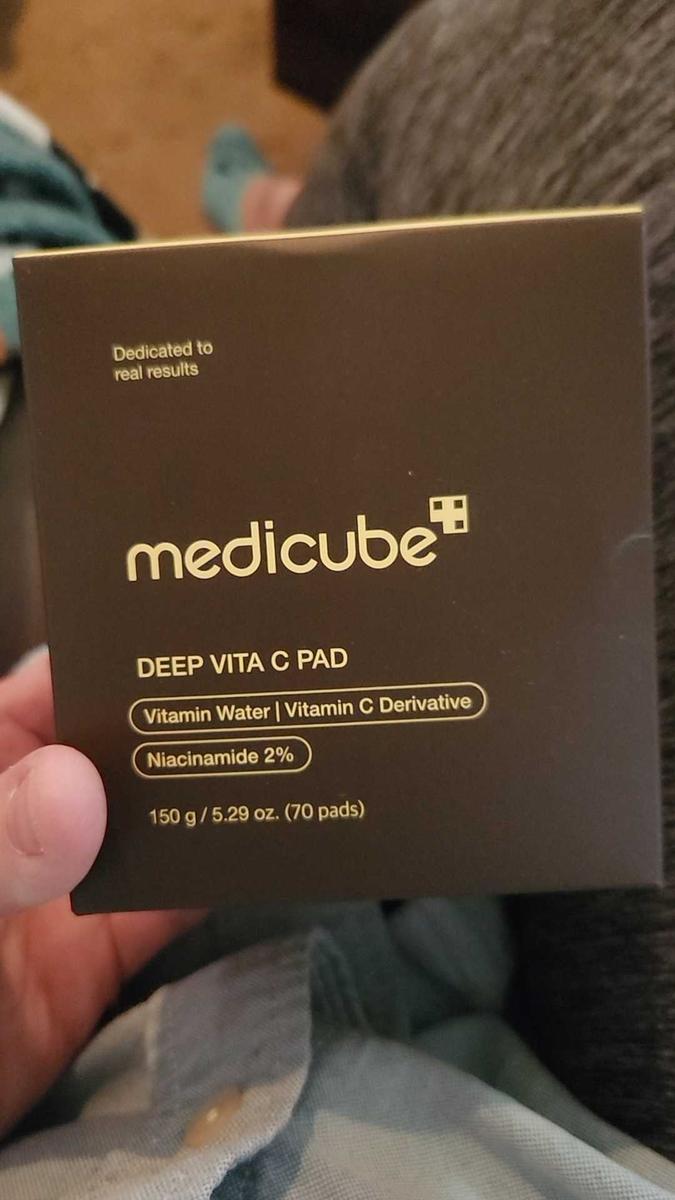 Dedicated to
real results
medicube
DEEP VITA C PAD
Vitamin Water | Vitamin C Derivative
Niacinamide 2%
150 g / 5.29 oz. (70 pads)